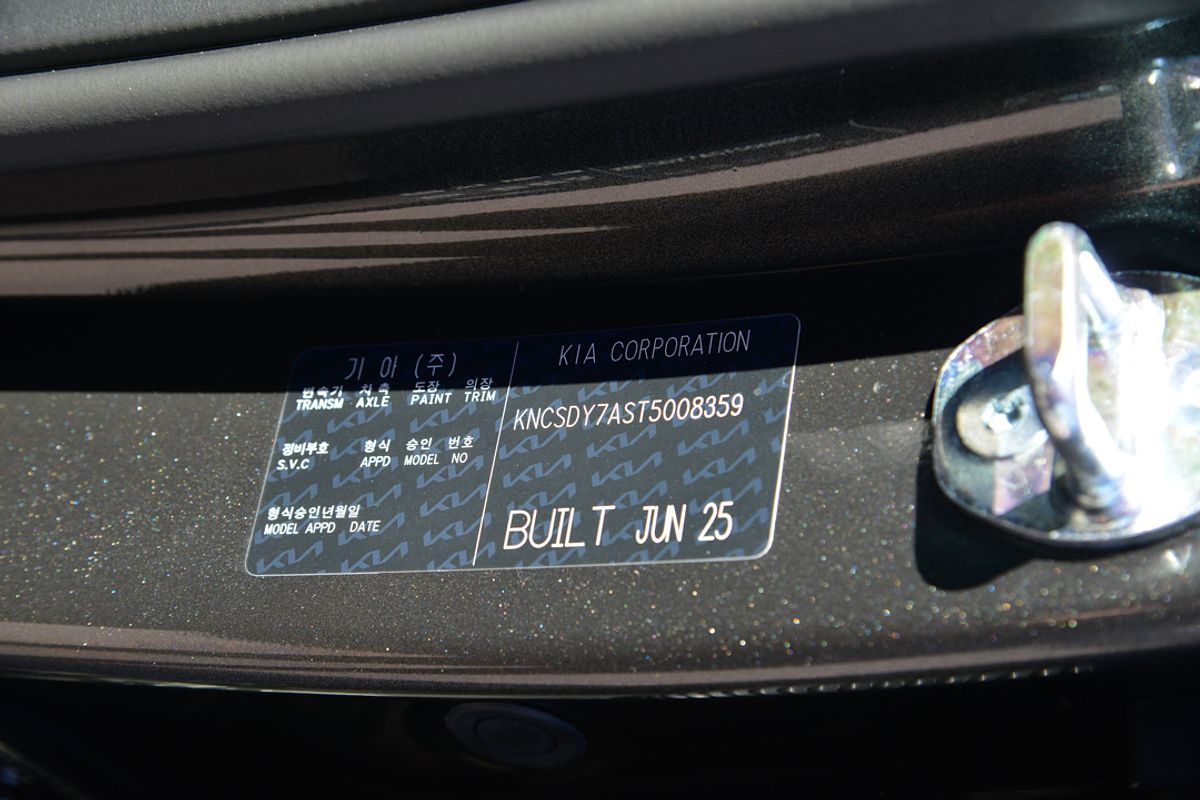 기아 (주)
변속기 차축 도장 의장
TRANSM AXLE PAINT TRIM
정비부호 형식 승인 번호
S.V.C APPD MODEL NO
형식승인년월일
MODEL APPD DATE
KIA CORPORATION
KNCSDY7AST5008359
BUILT JUN 25